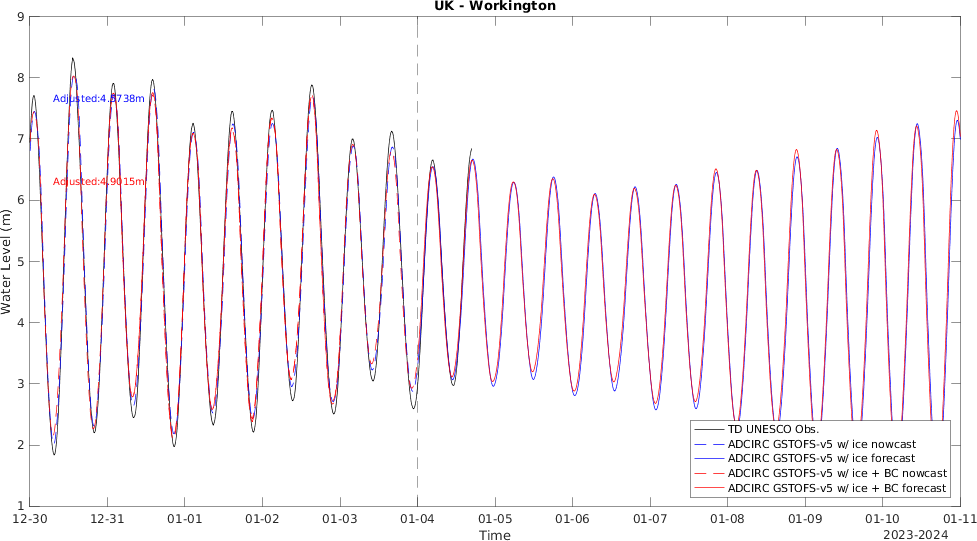 UK - Workington
9
8
7
6
5
4
3
2
1
Water Level (m)
Adjusted:4.8738m
Adjusted:4.9015m
TD UNESCO Obs.
ADCIRC GSTOFS-v5 w/ ice nowcast
ADCIRC GSTOFS-v5 w/ ice forecast
ADCIRC GSTOFS-v5 w/ ice + BC nowcast
ADCIRC GSTOFS-v5 w/ ice + BC forecast
12-30 12-31 01-01 01-02 01-03 01-04 01-05 01-06 01-07 01-08 01-09 01-10 01-11
Time
2023-2024